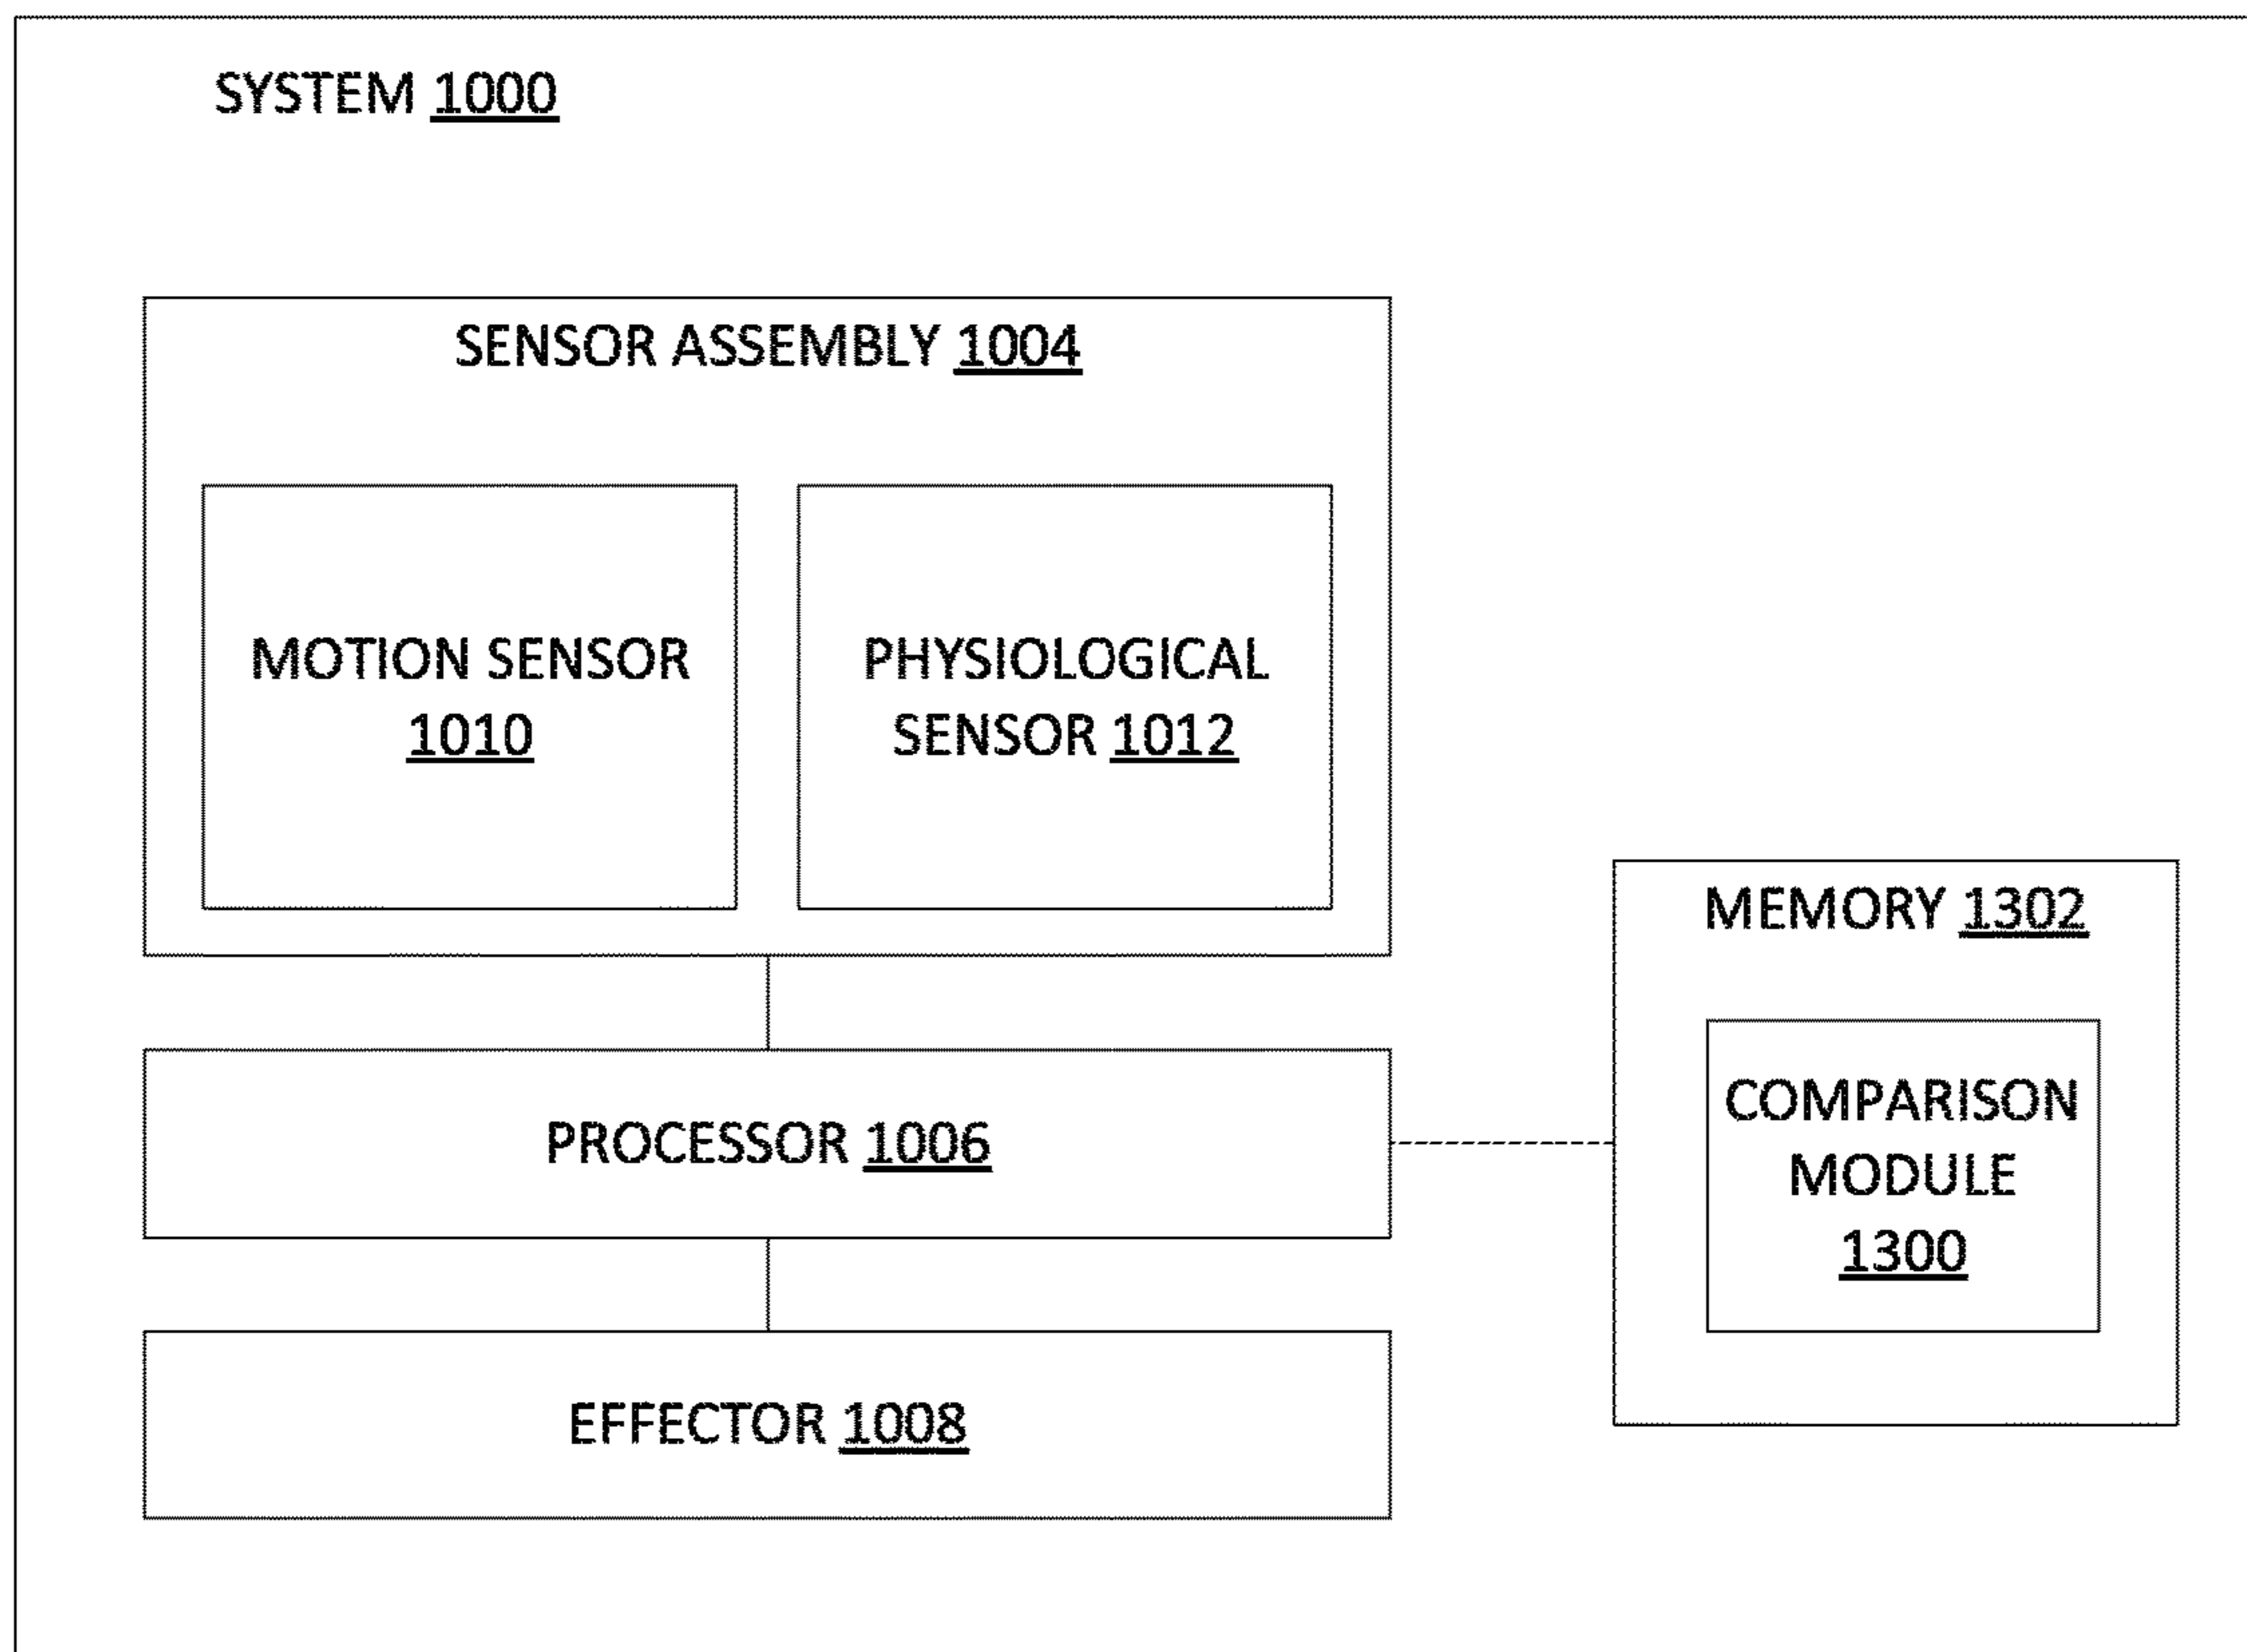 SYSTEM 1000
SENSOR ASSEMBLY 1004
MOTION SENSOR
1010
PHYSIOLOGICAL
SENSOR 1012
MEMORY 1302
COMPARISON
MODULE
1300
PROCESSOR 1006
EFFECTOR 1008